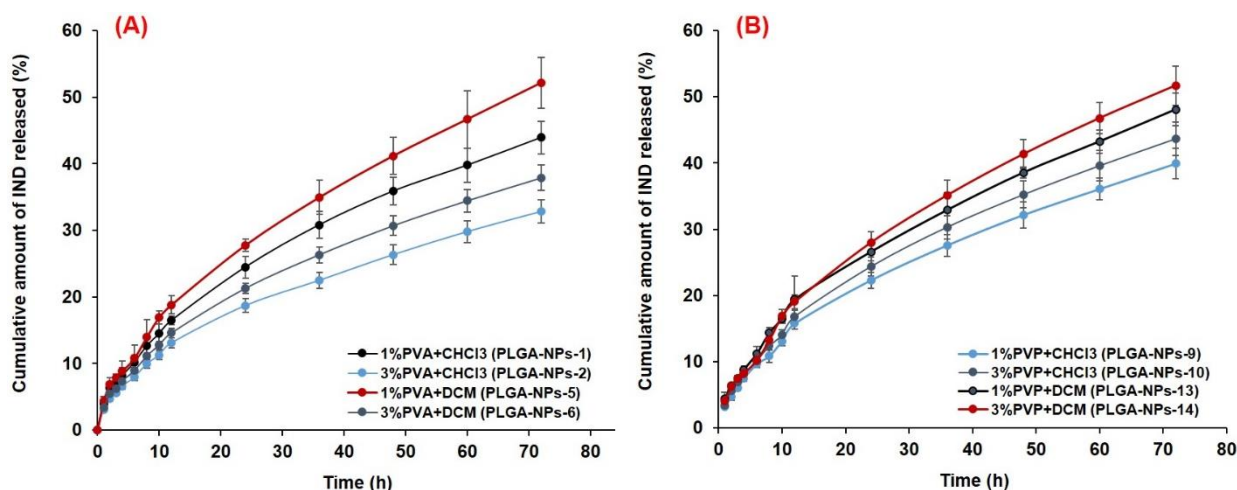 (A)
Cumulative amount of IND released (%)
60
50
40
30
20
10
0
1%PVA+CHCl3 (PLGA-NPs-1)
3%PVA+CHCl3 (PLGA-NPs-2)
1%PVA+DCM (PLGA-NPs-5)
3%PVA+DCM (PLGA-NPs-6)
0 10 20 30 40 50 60 70 80
Time (h)
(B)
Cumulative amount of IND released (%)
60
50
40
30
20
10
0
1%PVP+CHCl3 (PLGA-NPs-9)
3%PVP+CHCl3 (PLGA-NPs-10)
1%PVP+DCM (PLGA-NPs-13)
3%PVP+DCM (PLGA-NPs-14)
0 10 20 30 40 50 60 70 80
Time (h)